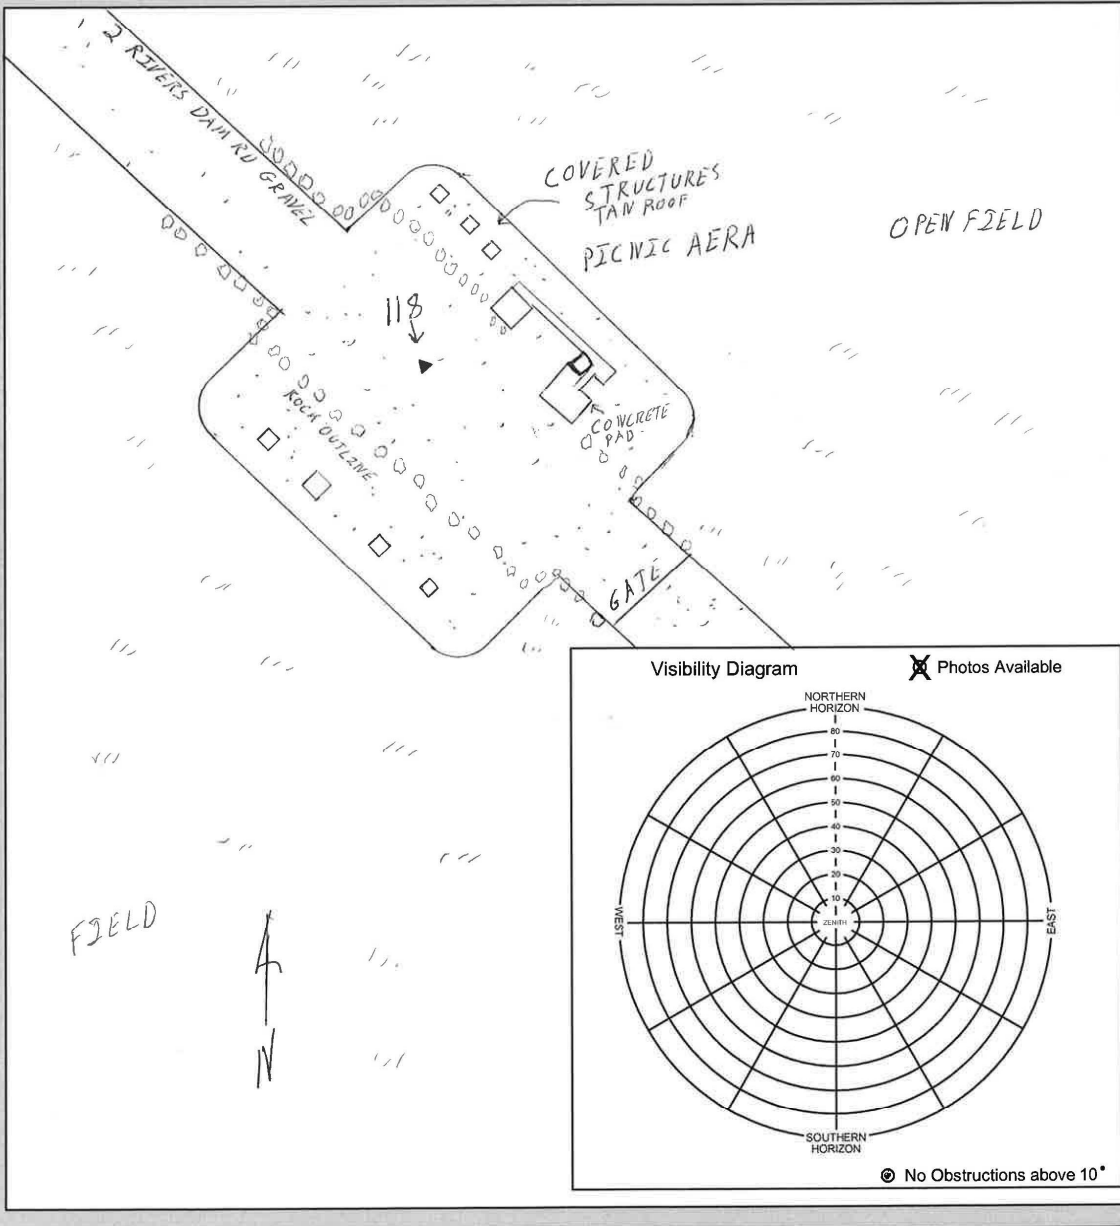 2 RIVERS DAM RD GRAVEL
COVERED
STRUCTURES
TAN ROOF
PICNIC AERA
OPEN FIELD
118
ROCK OUTLINE
CONCRETE
PAD
GATE
FIELD
N
Visibility Diagram
Photos Available
NORTHERN
HORIZON
80
70
60
50
40
30
20
10
ZENITH
WEST
EAST
SOUTHERN
HORIZON
No Obstructions above 10°